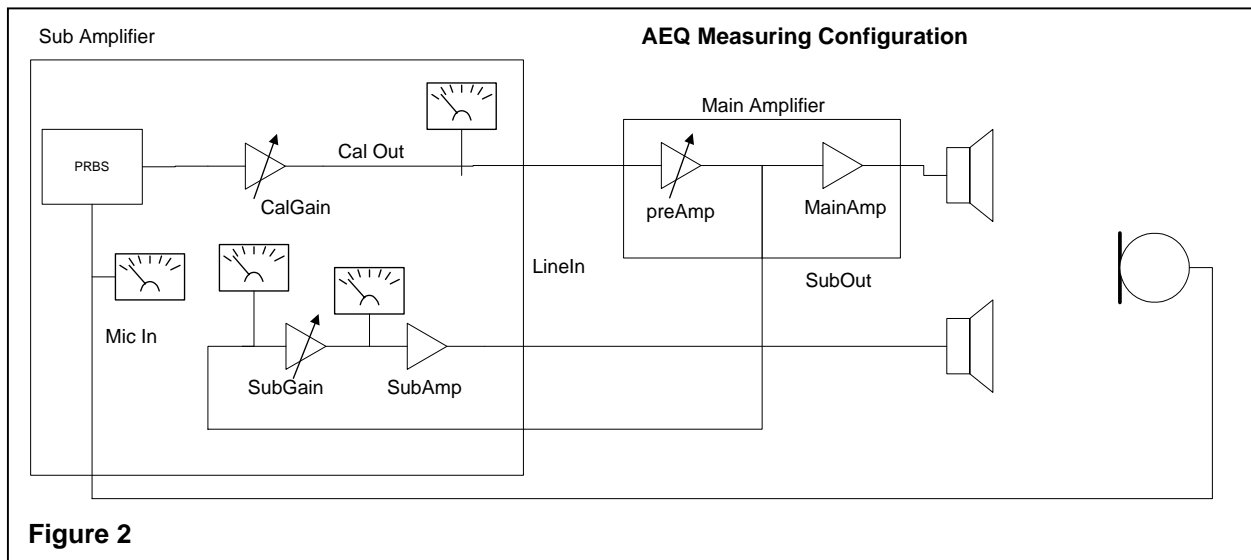 Sub Amplifier
AEQ Measuring Configuration
Main Amplifier
PRBS
Cal Out
CalGain
preAmp
MainAmp
LineIn
SubOut
Mic In
SubGain
SubAmp
Figure 2